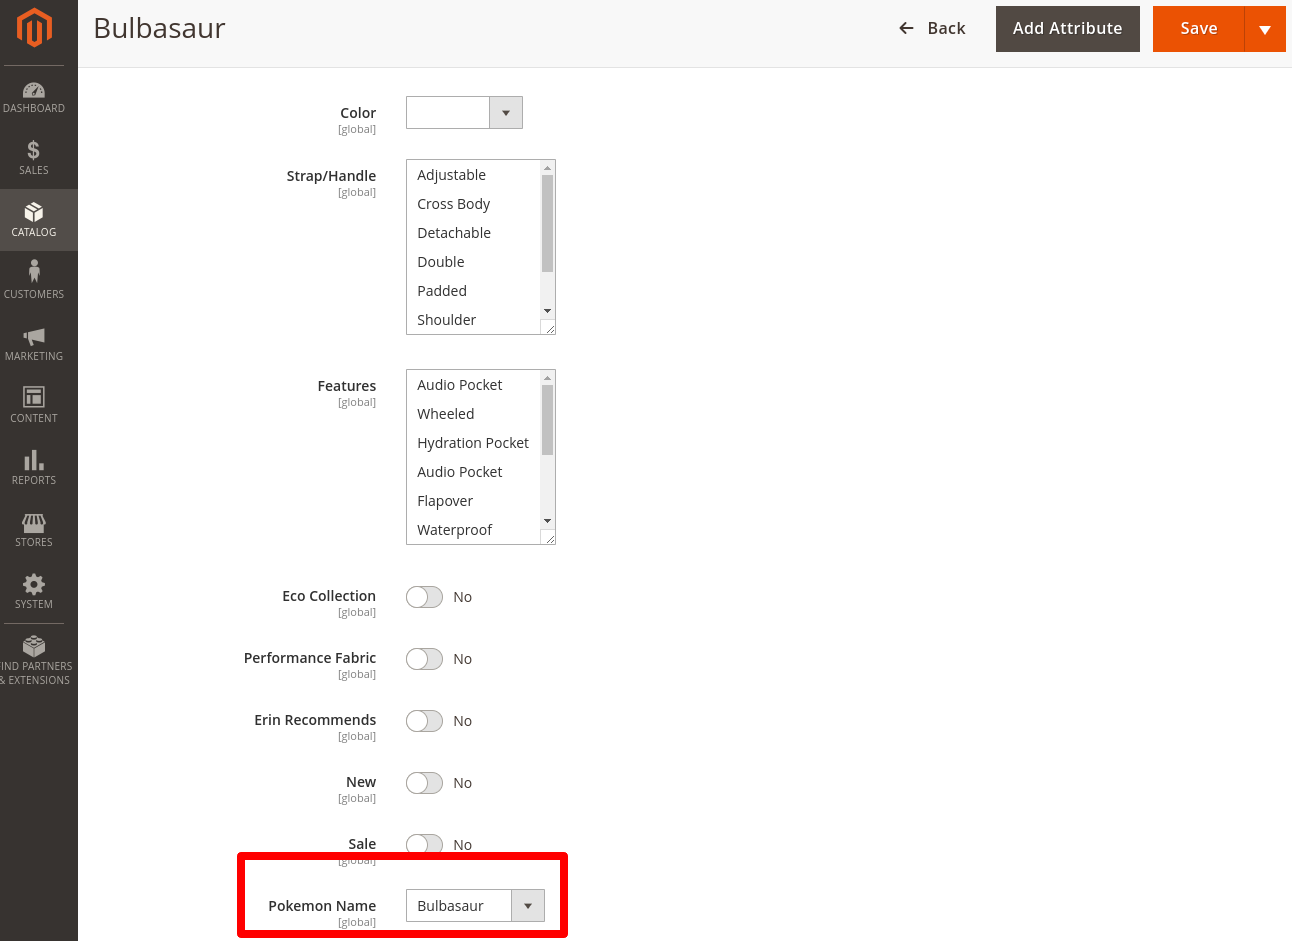 Bulbasaur
Back
Add Attribute
Save
DASHBOARD
SALES
CATALOG
CUSTOMERS
MARKETING
CONTENT
REPORTS
STORES
SYSTEM
IND PARTNERS
& EXTENSIONS
Color
[global]
Strap/Handle
[global]
Adjustable
Cross Body
Detachable
Double
Padded
Shoulder
Features
[global]
Audio Pocket
Wheeled
Hydration Pocket
Audio Pocket
Flapover
Waterproof
Eco Collection
[global]
No
Performance Fabric
[global]
No
Erin Recommends
[global]
No
New
[global]
No
Sale
[global]
No
Pokemon Name
[global]
Bulbasaur